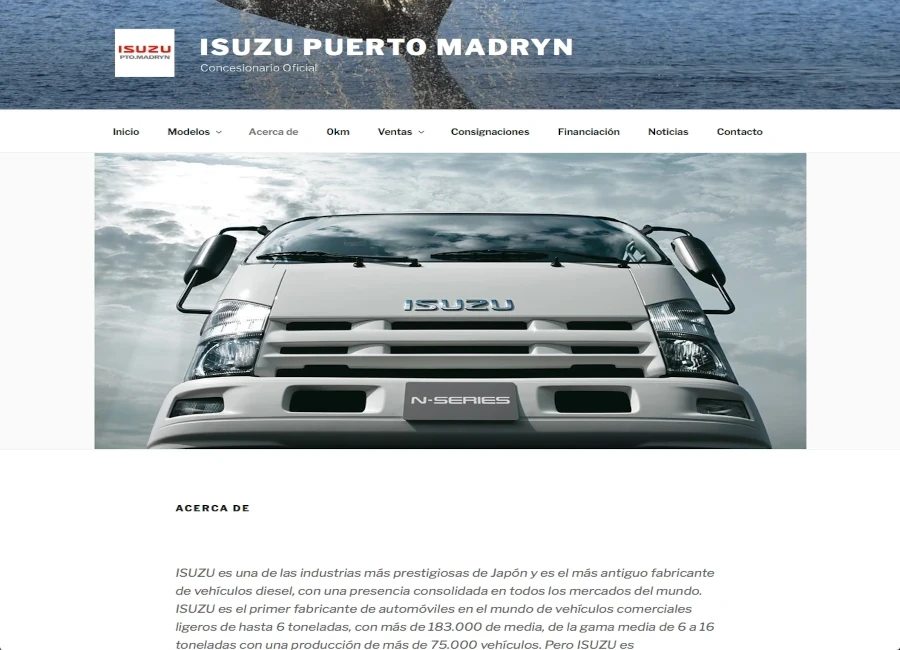 ISUZU
PTO.MADRYN
ISUZU PUERTO MADRYN
Concesionario Oficial
Inicio
Modelos
Acerca de
0km
Ventas
Consignaciones
Financiación
Noticias
Contacto
ISUZU
N-SERIES
ACERCA DE
ISUZU es una de las industrias más prestigiosas de Japón y es el más antiguo fabricante
de vehículos diesel, con una presencia consolidada en todos los mercados del mundo.
ISUZU es el primer fabricante de automóviles en el mundo de vehículos comerciales
ligeros de hasta 6 toneladas, con más de 183.000 de media, de la gama media de 6 a 16
toneladas con una producción de más de 75.000 vehículos. Pero ISUZU es